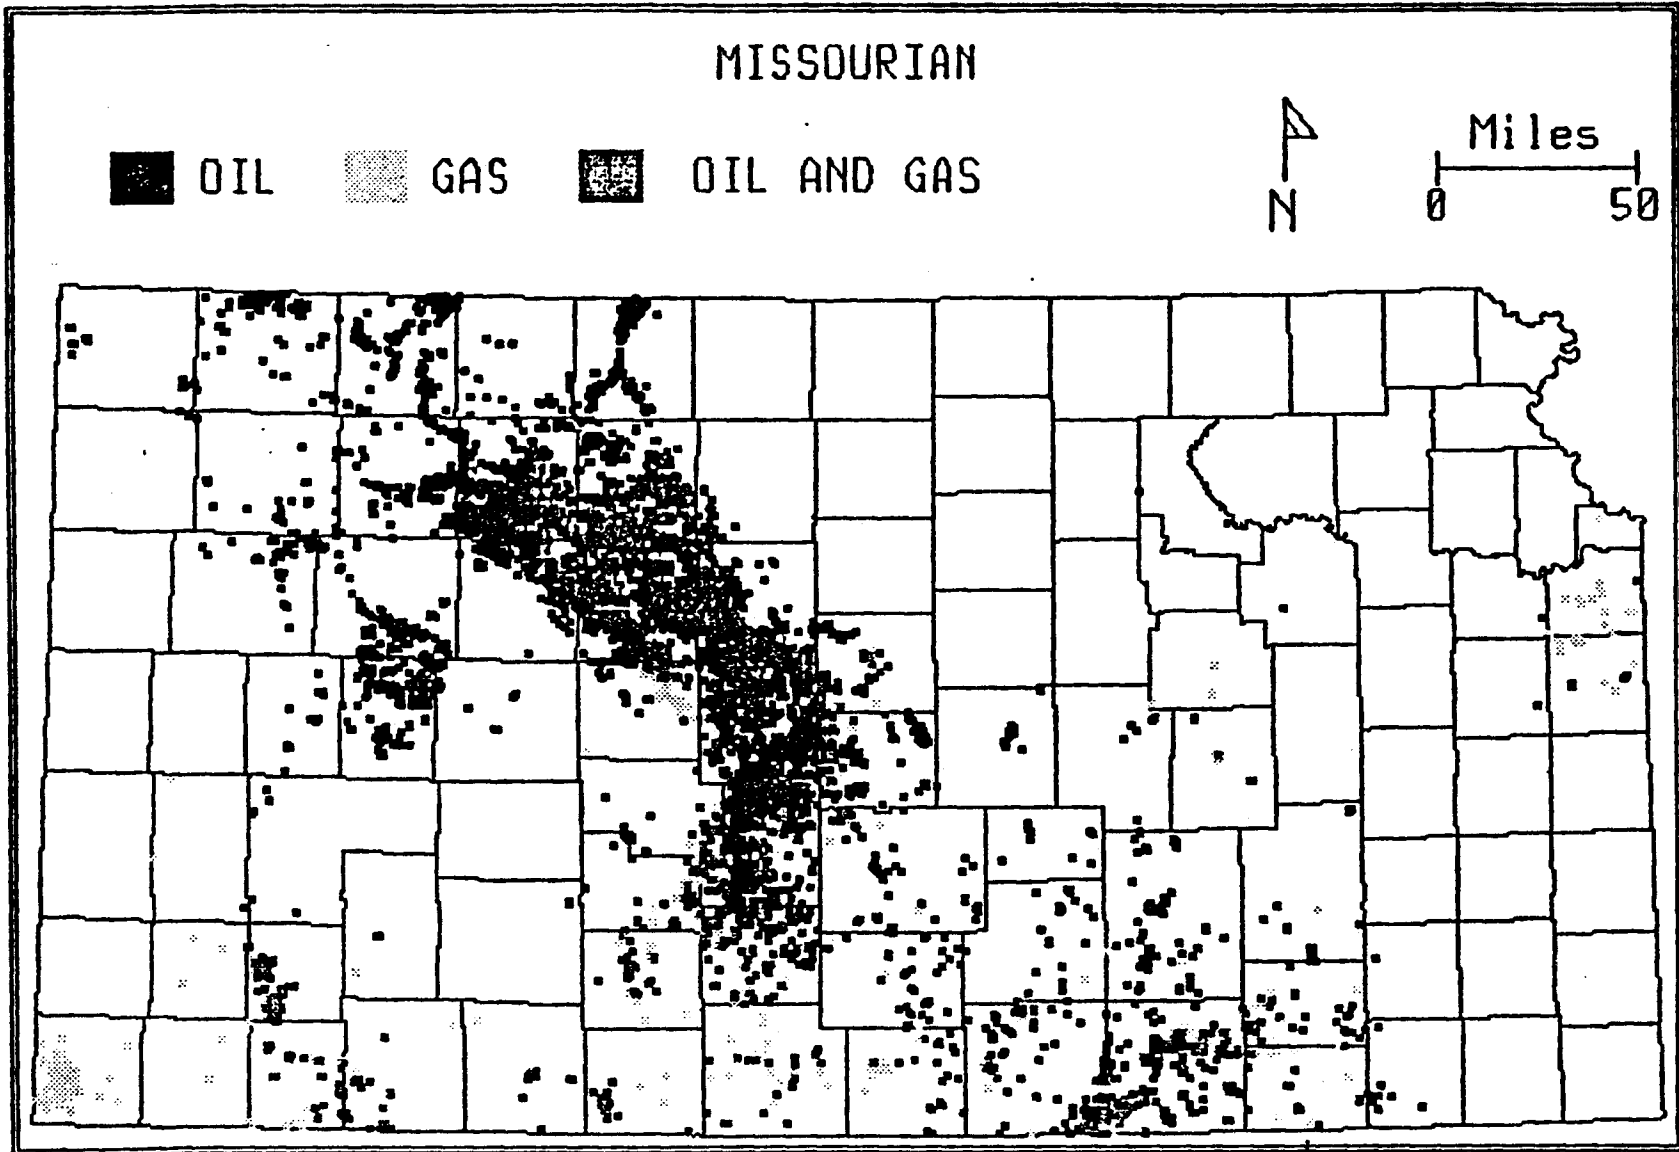 MISSOURIAN
OIL GAS OIL AND GAS
Miles
0 50
N